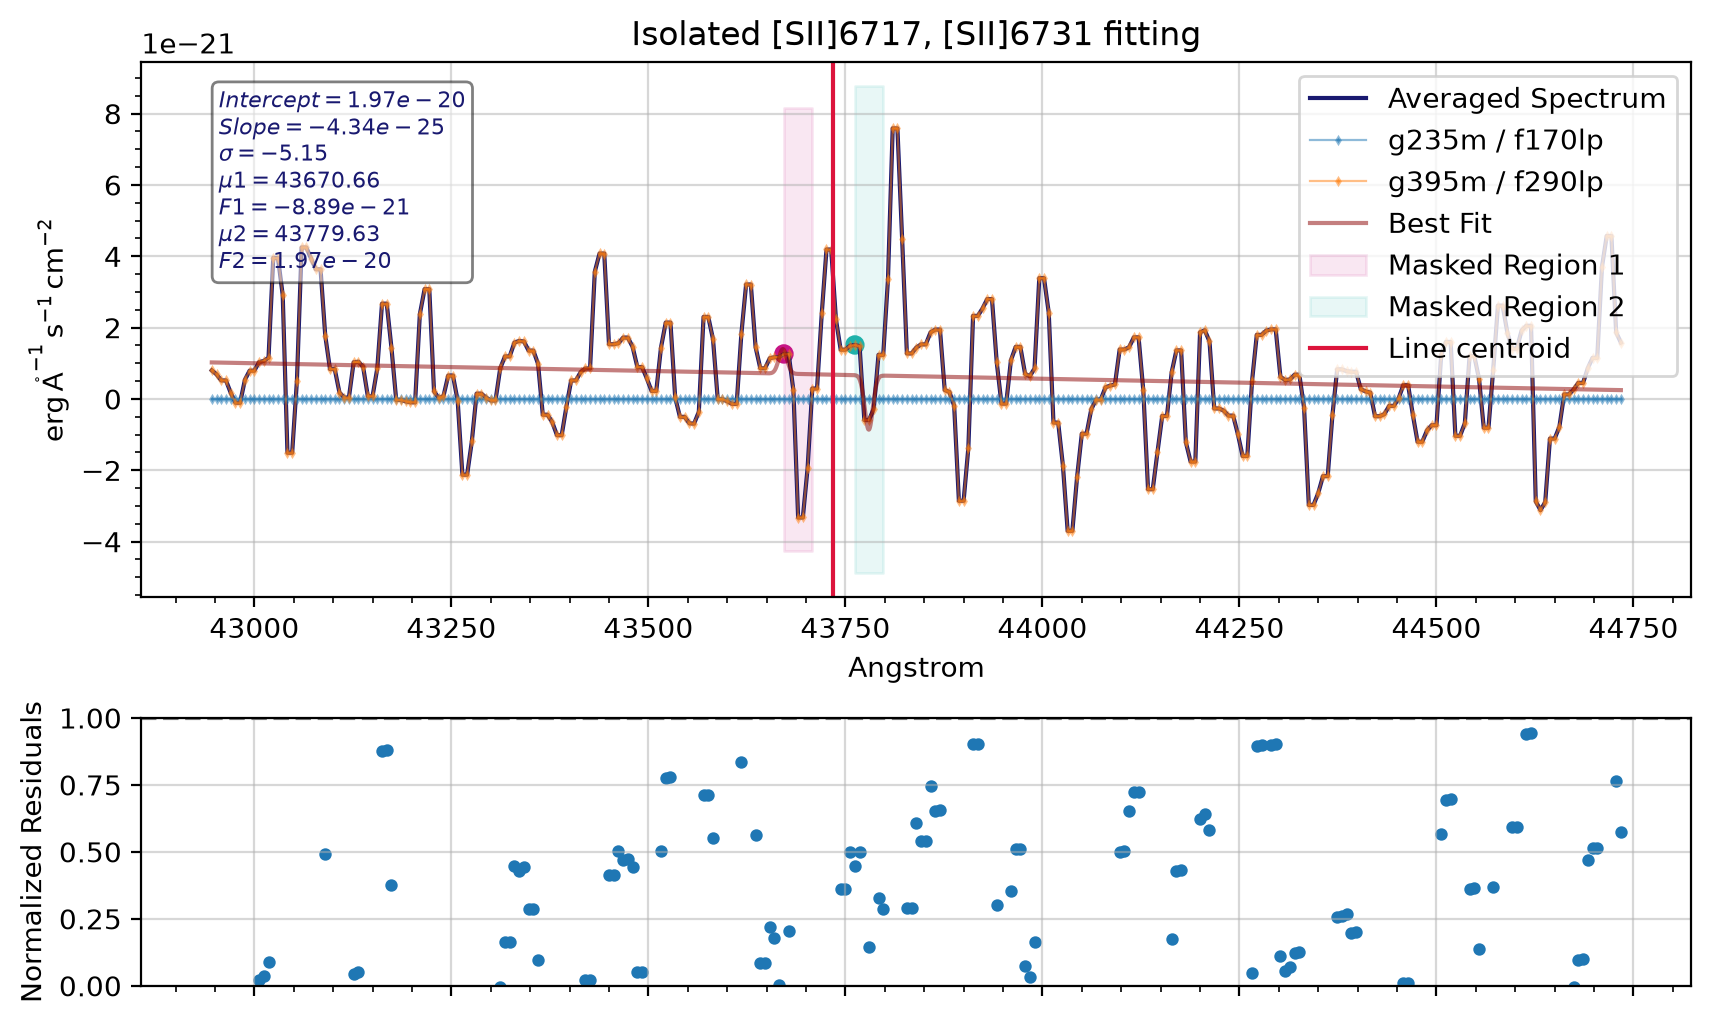 Isolated [SII]6717, [SII]6731 fitting
1e−21
Intercept = 1.97e − 20
Slope = −4.34e − 25
σ = −5.15
μ1 = 43670.66
F1 = −8.89e − 21
μ2 = 43779.63
F2 = 1.97e − 20
Averaged Spectrum
g235m / f170lp
g395m / f290lp
Best Fit
Masked Region 1
Masked Region 2
Line centroid
8
6
4
2
0
−2
−4
erg Å⁻¹ s⁻¹ cm⁻²
43000 43250 43500 43750 44000 44250 44500 44750
Angstrom
Normalized Residuals
1.00
0.75
0.50
0.25
0.00